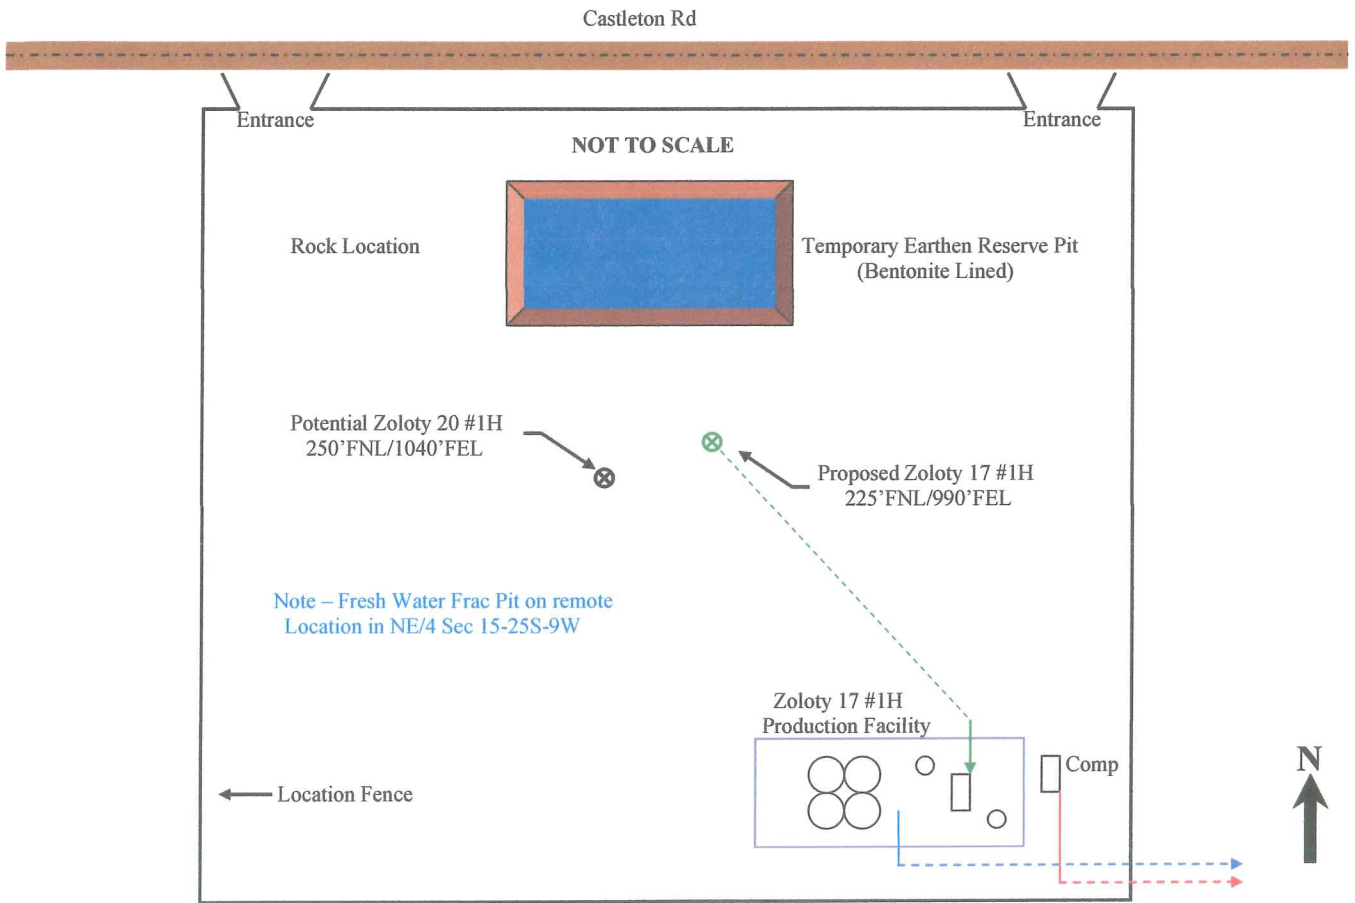 Castleton Rd
Entrance
Entrance
NOT TO SCALE
Rock Location
Temporary Earthen Reserve Pit
(Bentonite Lined)
Potential Zoloty 20 #1H
250'FNL/1040'FEL
Proposed Zoloty 17 #1H
225'FNL/990'FEL
Note – Fresh Water Frac Pit on remote
Location in NE/4 Sec 15-25S-9W
Zoloty 17 #1H
Production Facility
Comp
Location Fence
N